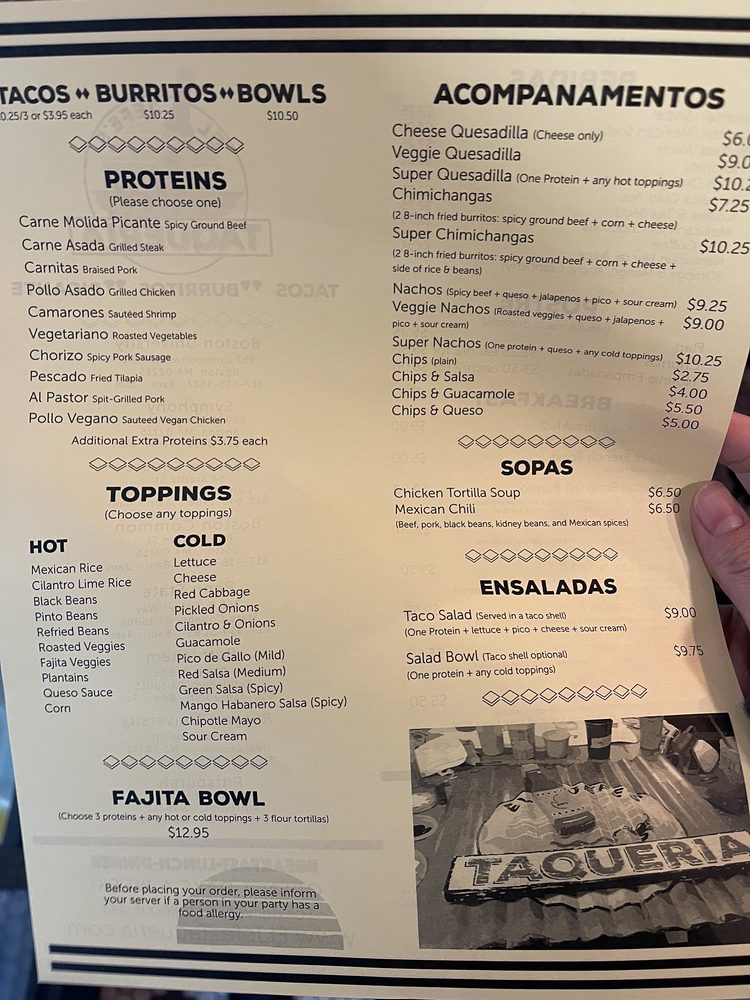 TACOS BURRITOS BOWLS
0.25/3 or $3.95 each $10.25 $10.50
PROTEINS
(Please choose one)
Carne Molida Picante Spicy Ground Beef
Carne Asada Grilled Steak
Carnitas Braised Pork
Pollo Asado Grilled Chicken
Camarones Sautéed Shrimp
Vegetariano Roasted Vegetables
Chorizo Spicy Pork Sausage
Pescado Fried Tilapia
Al Pastor Spit-Grilled Pork
Pollo Vegano Sauteed Vegan Chicken
Additional Extra Proteins $3.75 each
TOPPINGS
(Choose any toppings)
HOT
Mexican Rice
Cilantro Lime Rice
Black Beans
Pinto Beans
Refried Beans
Roasted Veggies
Fajita Veggies
Plantains
Queso Sauce
Corn
COLD
Lettuce
Cheese
Red Cabbage
Pickled Onions
Cilantro & Onions
Guacamole
Pico de Gallo (Mild)
Red Salsa (Medium)
Green Salsa (Spicy)
Mango Habanero Salsa (Spicy)
Chipotle Mayo
Sour Cream
FAJITA BOWL
(Choose 3 proteins + any hot or cold toppings + 3 flour tortillas)
$12.95
Before placing your order, please inform
your server if a person in your party has a
food allergy.
ACOMPANAMENTOS
Cheese Quesadilla (Cheese only) $6.0
Veggie Quesadilla $9.0
Super Quesadilla (One Protein + any hot toppings) $10.2
Chimichangas $7.25
(2 8-inch fried burritos: spicy ground beef + corn + cheese)
Super Chimichangas $10.25
(2 8-inch fried burritos: spicy ground beef + corn + cheese +
side of rice & beans)
Nachos (Spicy beef + queso + jalapenos + pico + sour cream) $9.25
Veggie Nachos (Roasted veggies + queso + jalapenos + $9.00
pico + sour cream)
Super Nachos (One protein + queso + any cold toppings) $10.25
Chips (plain) $2.75
Chips & Salsa $4.00
Chips & Guacamole $5.50
Chips & Queso $5.00
SOPAS
Chicken Tortilla Soup $6.50
Mexican Chili $6.50
(Beef, pork, black beans, kidney beans, and Mexican spices)
ENSALADAS
Taco Salad (Served in a taco shell) $9.00
(One Protein + lettuce + pico + cheese + sour cream)
Salad Bowl (Taco shell optional) $9.75
(One protein + any cold toppings)
TAQUERIA